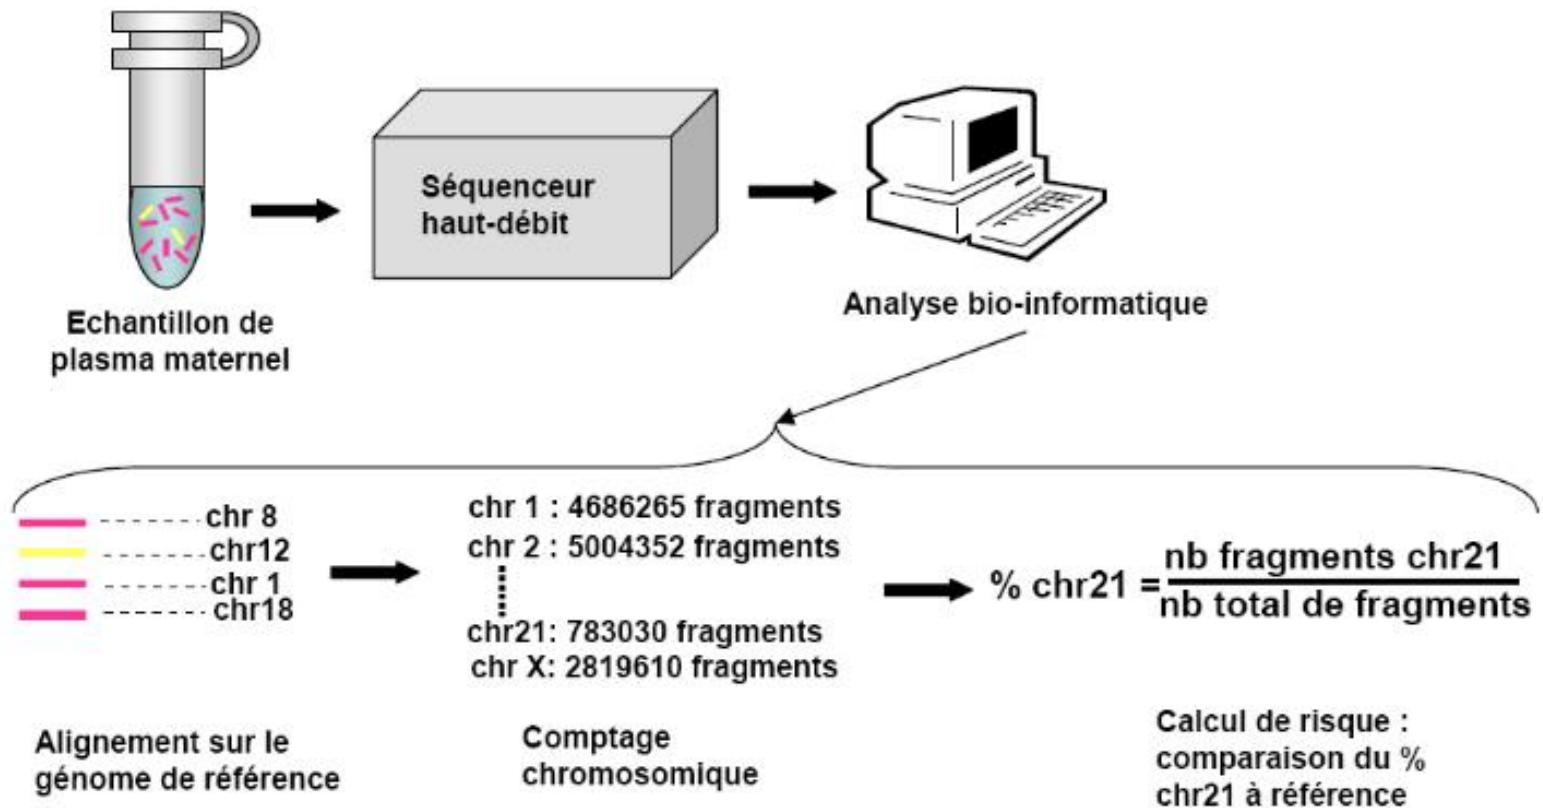 Séquenceur
haut-débit
Echantillon de
plasma maternel
Analyse bio-informatique
chr 8
chr12
chr 1
chr18
chr 1 : 4686265 fragments
chr 2 : 5004352 fragments
chr21: 783030 fragments
chr X: 2819610 fragments
% chr21 = nb fragments chr21
nb total de fragments
Alignement sur le
génome de référence
Comptage
chromosomique
Calcul de risque :
comparaison du %
chr21 à référence